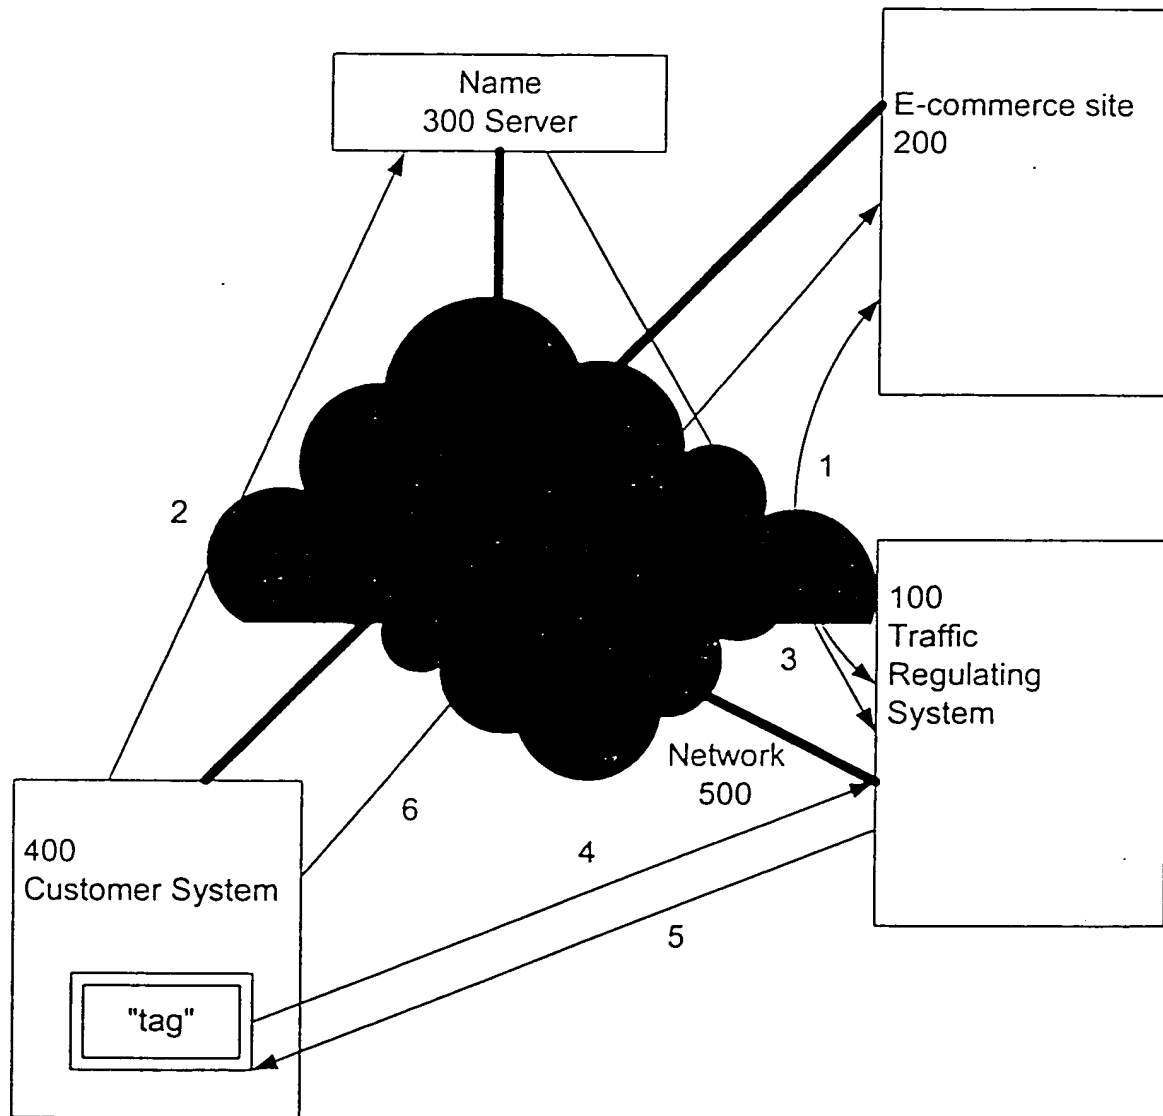 Name
300 Server
E-commerce site
200
1
2
100
Traffic
Regulating
System
3
Network
500
6
4
400
Customer System
5
"tag"